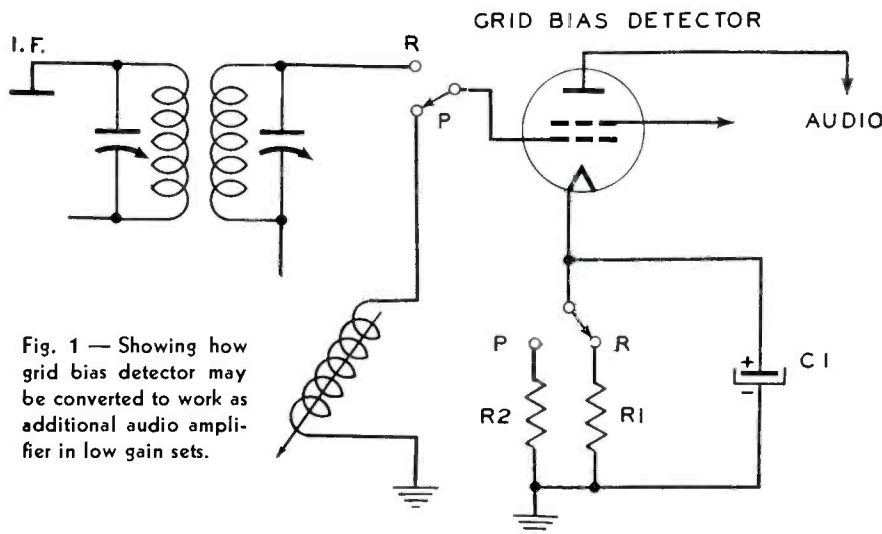 GRID BIAS DETECTOR
I.F.
R
P
AUDIO
P
R
R2
R1
+
-
C1
Fig. 1 — Showing how
grid bias detector may
be converted to work as
additional audio ampli-
fier in low gain sets.